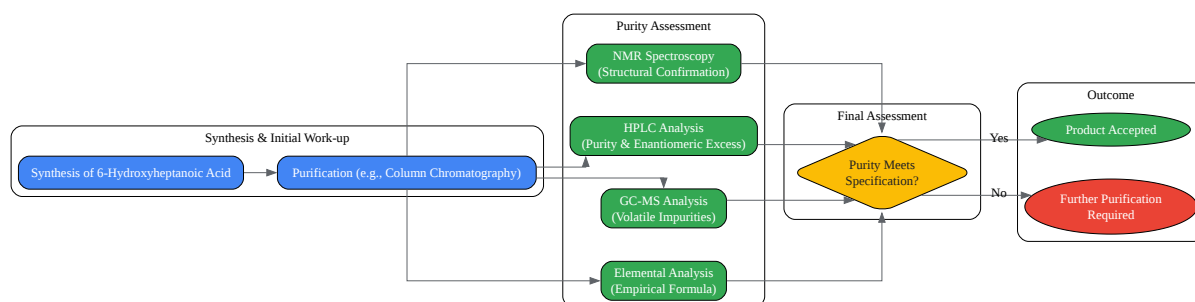 Synthesis & Initial Work-up
Synthesis of 6-Hydroxyheptanoic Acid
Purification (e.g., Column Chromatography)
Purity Assessment
NMR Spectroscopy
(Structural Confirmation)
HPLC Analysis
(Purity & Enantiomeric Excess)
GC-MS Analysis
(Volatile Impurities)
Elemental Analysis
(Empirical Formula)
Final Assessment
Purity Meets
Specification?
Yes
No
Outcome
Product Accepted
Further Purification
Required